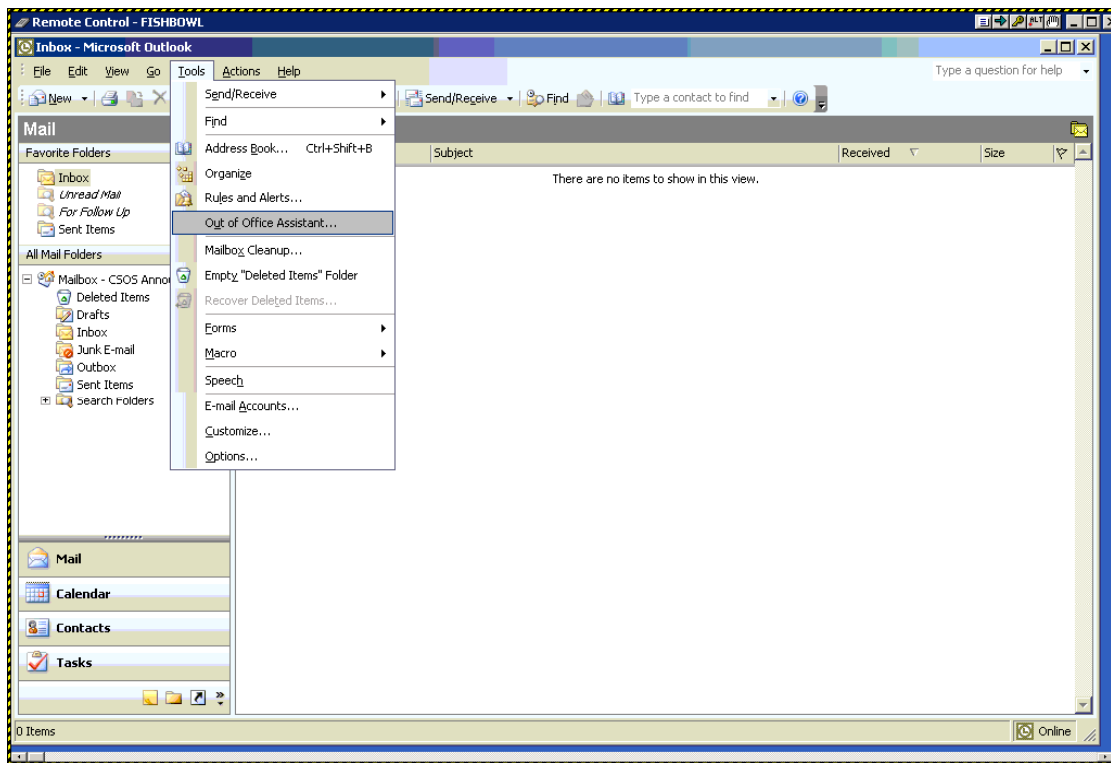 Remote Control - FISHBOWL
Inbox - Microsoft Outlook
File Edit View Go Tools Actions Help Type a question for help
New Send/Receive Find Type a contact to find
Mail
Favorite Folders
Inbox
Unread Mail
For Follow Up
Sent Items
All Mail Folders
Mailbox - CSOS Anno
Deleted Items
Drafts
Inbox
Junk E-mail
Outbox
Sent Items
Search Folders
Send/Receive
Find
Address Book... Ctrl+Shift+B
Organize
Rules and Alerts...
Out of Office Assistant...
Mailbox Cleanup...
Empty "Deleted Items" Folder
Recover Deleted Items...
Forms
Macro
Speech
E-mail Accounts...
Customize...
Options...
Subject Received Size
There are no items to show in this view.
Mail
Calendar
Contacts
Tasks
0 Items Online